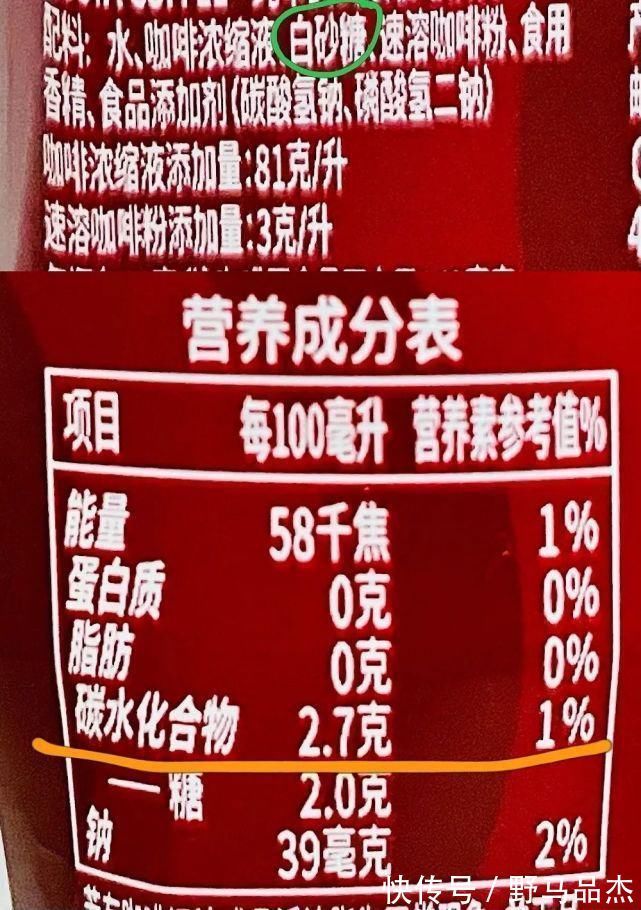 配料：水、咖啡浓缩液、白砂糖、速溶咖啡粉、食用
香精、食品添加剂(碳酸氢钠、磷酸氢二钠)
咖啡浓缩液添加量:81克/升
速溶咖啡粉添加量:3克/升
营养成分表
项目 每100毫升 营养素参考值%
能量 58千焦 1%
蛋白质 0克 0%
脂肪 0克 0%
碳水化合物 2.7克 1%
一糖 2.0克
钠 39毫克 2%
快传号 / 野马品杰